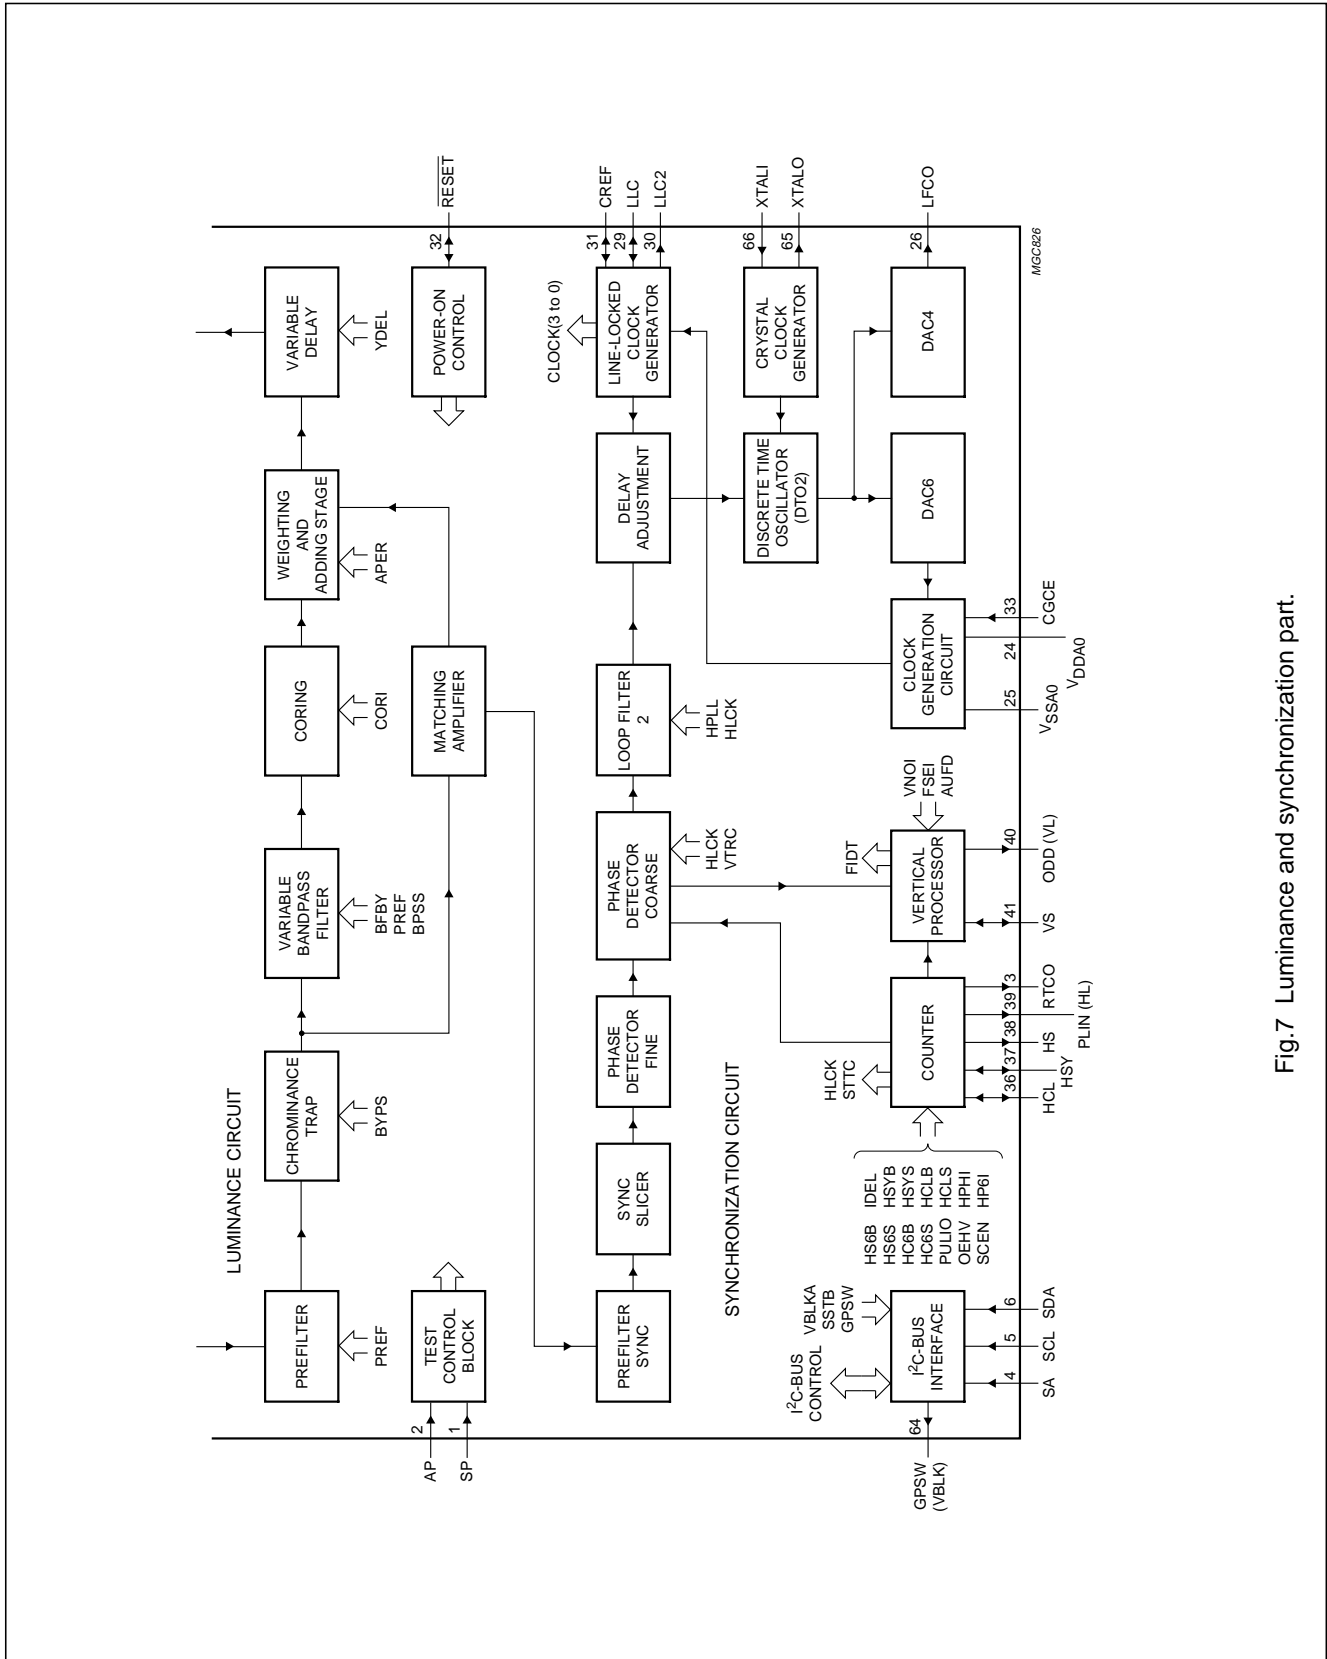 LUMINANCE CIRCUIT
PREFILTER
PREF
CHROMINANCE
TRAP
BYPS
VARIABLE
BANDPASS
FILTER
BFBY
PREF
BPSS
CORING
CORI
WEIGHTING
AND
ADDING STAGE
APER
VARIABLE
DELAY
YDEL
AP
2
SP
1
TEST
CONTROL
BLOCK
MATCHING
AMPLIFIER
POWER-ON
CONTROL
32
RESET
PREFILTER
SYNC
SYNC
SLICER
PHASE
DETECTOR
FINE
PHASE
DETECTOR
COARSE
HLCK
VTRC
LOOP FILTER
2
HPLL
HLCK
DELAY
ADJUSTMENT
CLOCK(3 to 0)
LINE-LOCKED
CLOCK
GENERATOR
31
CREF
29
LLC
30
LLC2
SYNCHRONIZATION CIRCUIT
DISCRETE TIME
OSCILLATOR
(DTO2)
CRYSTAL
CLOCK
GENERATOR
66
XTALI
65
XTALO
I²C-BUS
CONTROL
VBLKA
SSTB
GPSW
I²C-BUS
INTERFACE
64
GPSW
(VBLK)
4
SA
5
SCL
6
SDA
HS6B IDEL
HS6S HSYB
HC6B HSYS
HC6S HCLB
PULIO HCLS
OEHV HPHI
SCEN HP6I
HLCK
STTC
COUNTER
36
HCL
37
HSY
38
HS
39
PLIN (HL)
3
RTCO
FIDT
VNOI
FSEI
AUFD
VERTICAL
PROCESSOR
41
VS
40
ODD (VL)
CLOCK
GENERATION
CIRCUIT
25
VSSA0
24
VDDA0
33
CGCE
DAC6
DAC4
26
LFCO
MGC826
Fig.7 Luminance and synchronization part.